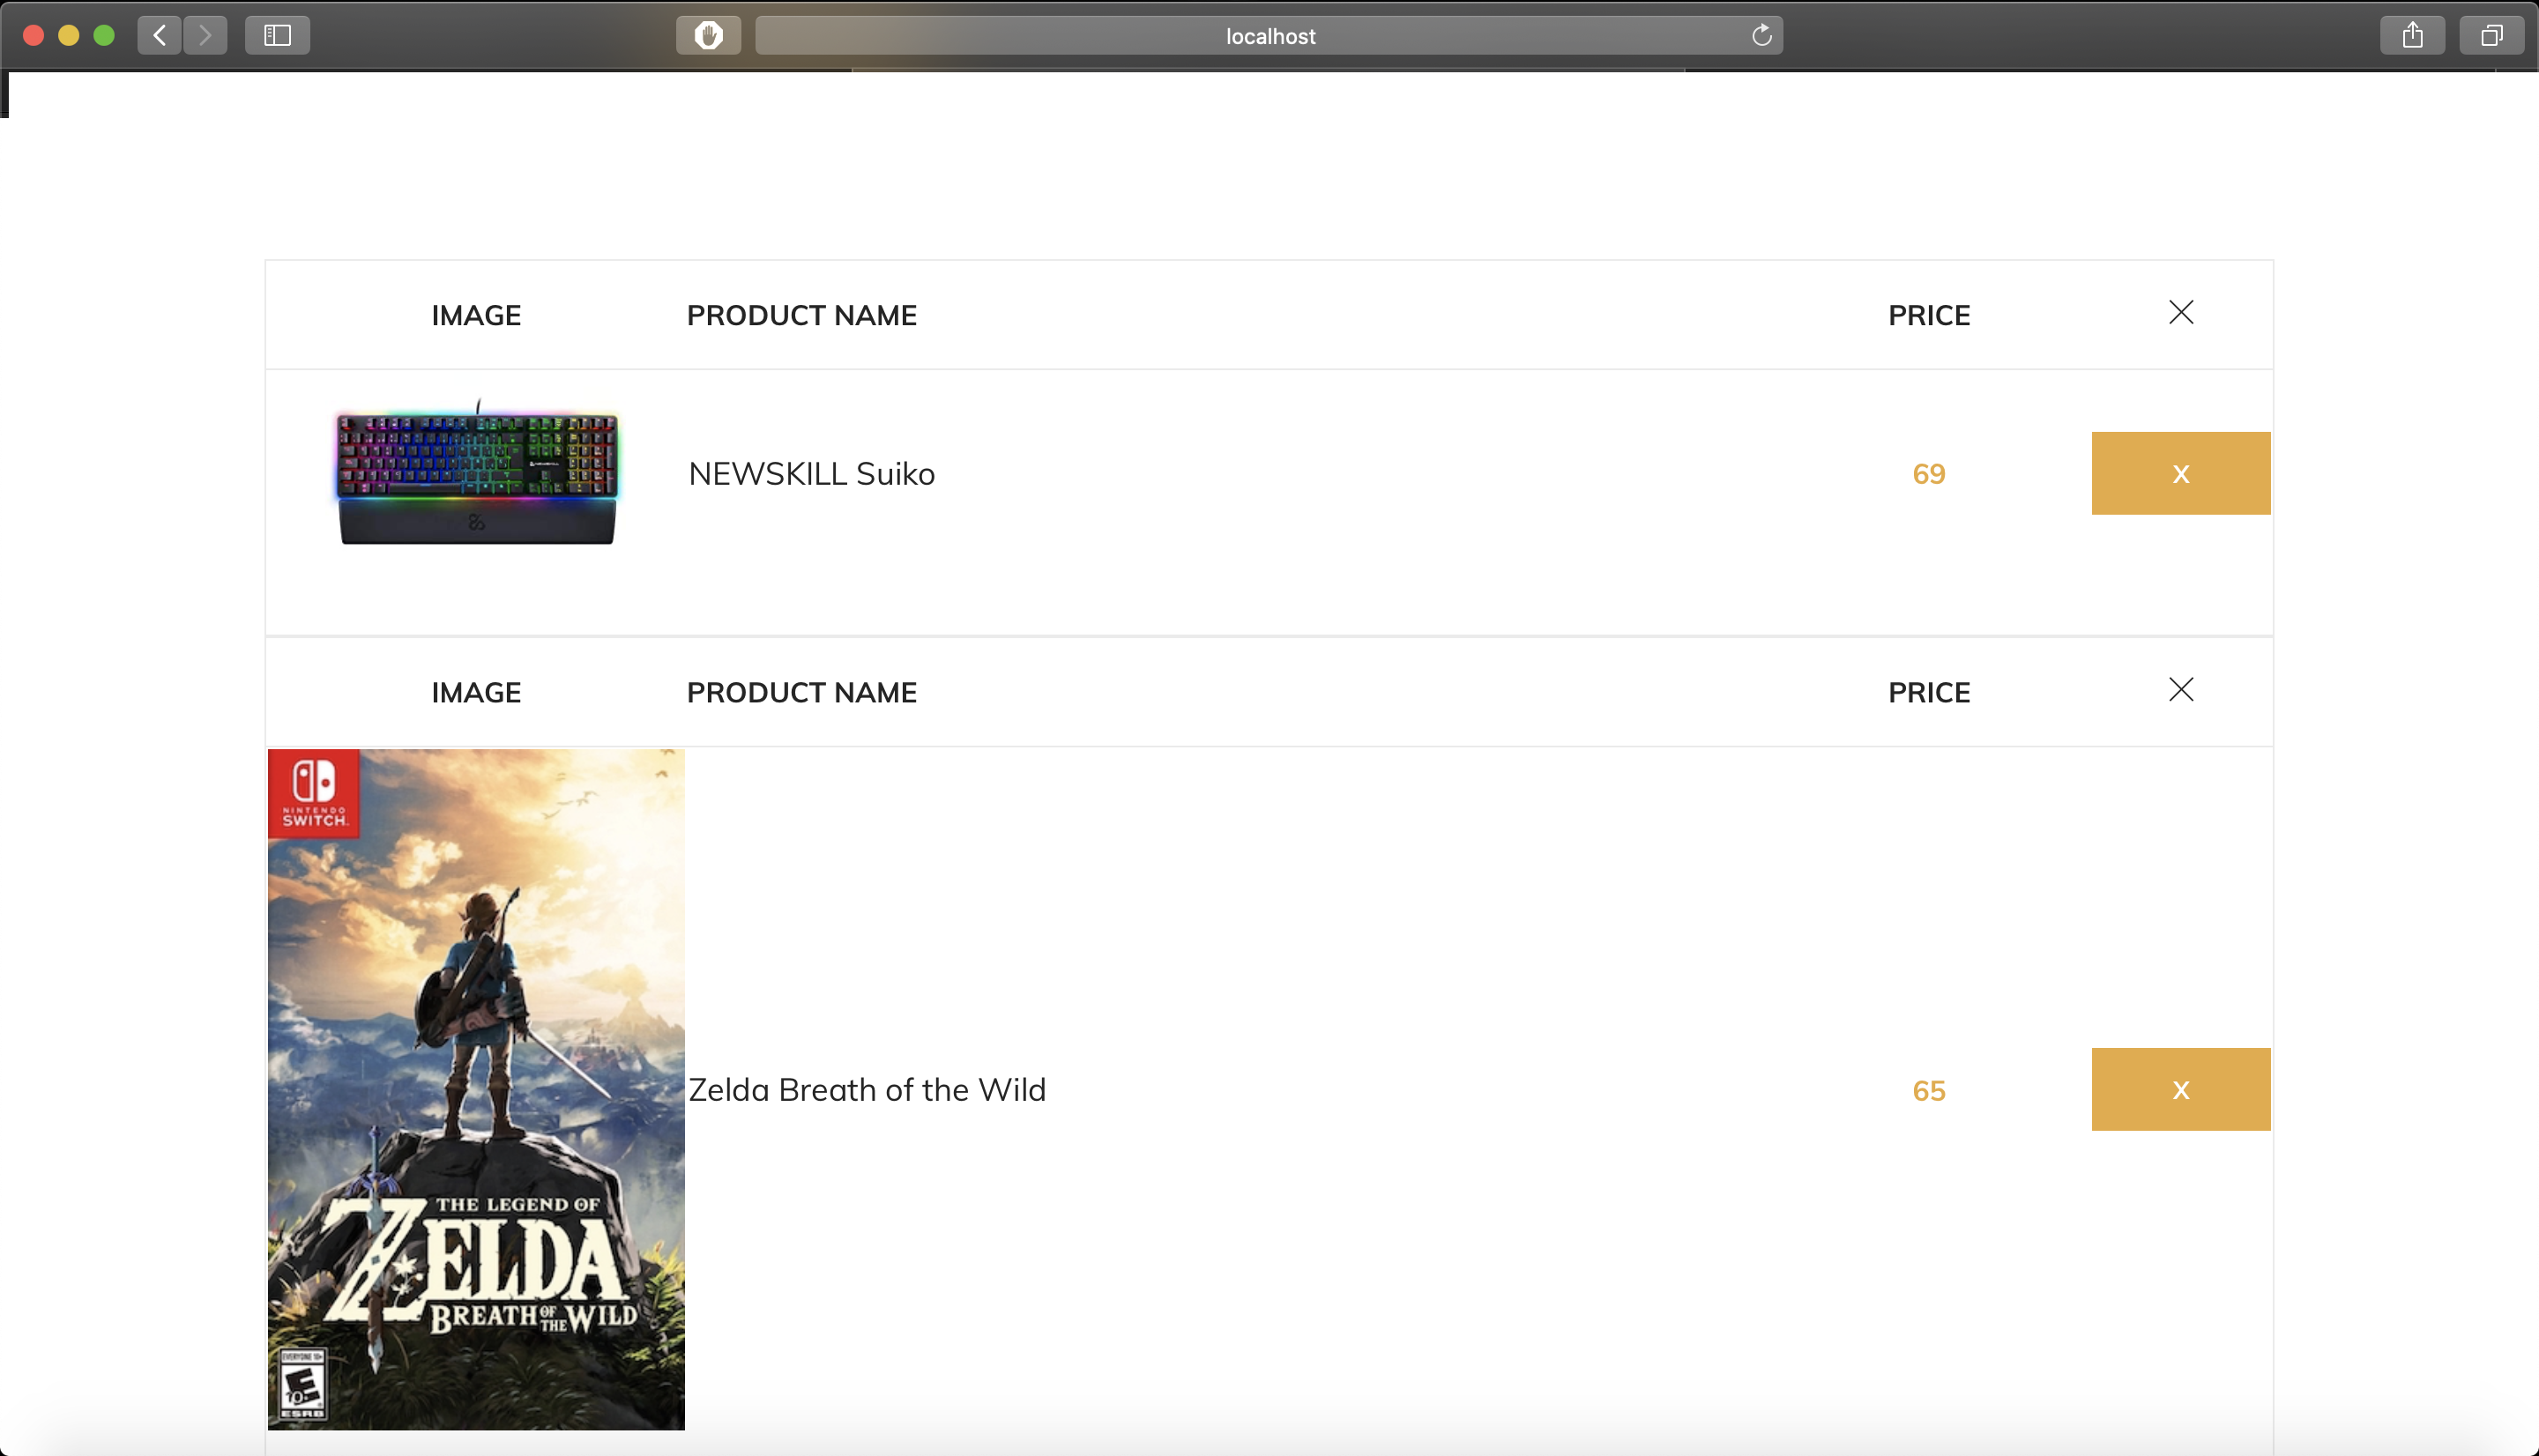 localhost
IMAGE PRODUCT NAME PRICE
NEWSKILL Suiko 69 X
IMAGE PRODUCT NAME PRICE
NINTENDO
SWITCH.
Zelda Breath of the Wild 65 X
THE LEGEND OF
ZELDA
BREATH OF THE WILD
EVERYONE 10+
E
10+
ESRB